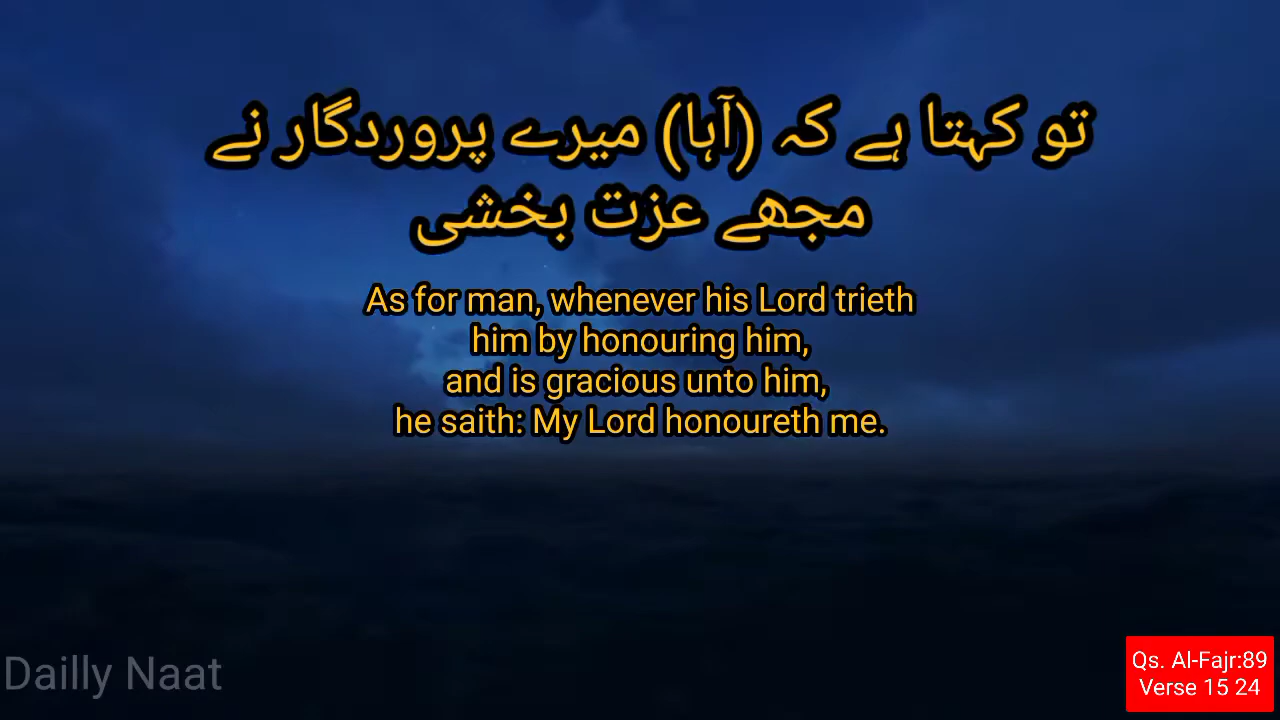 تو کہتا ہے کہ (آہا) میرے پروردگار نے
مجھے عزت بخشی
As for man, whenever his Lord trieth
him by honouring him,
and is gracious unto him,
he saith: My Lord honoureth me.
Dailly Naat
Qs. Al-Fajr:89
Verse 15 24